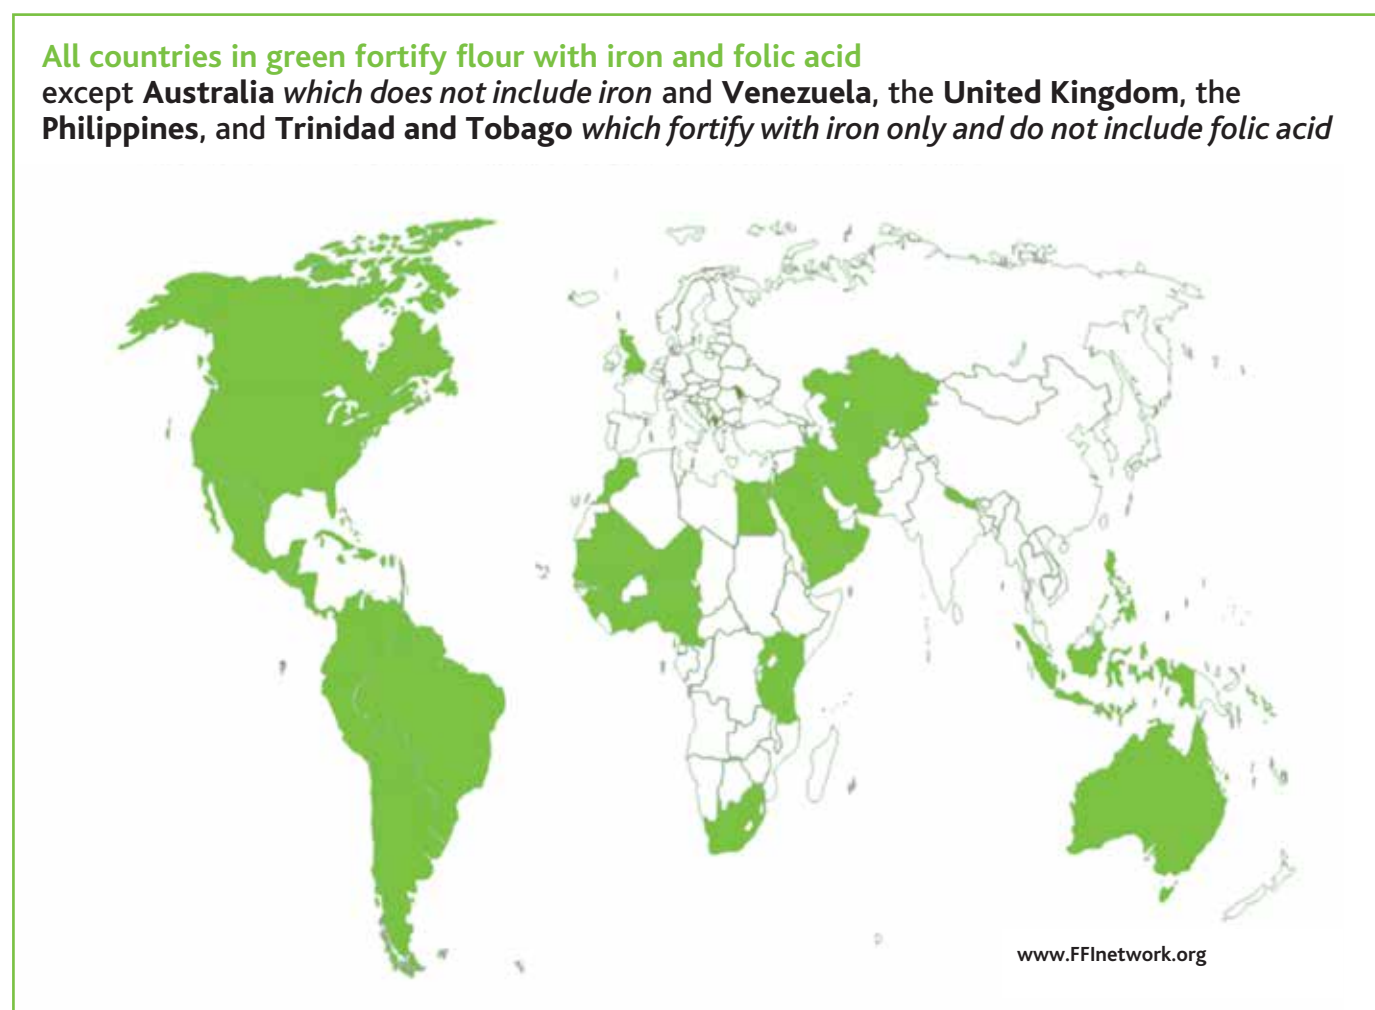 All countries in green fortify flour with iron and folic acid
except Australia which does not include iron and Venezuela, the United Kingdom, the
Philippines, and Trinidad and Tobago which fortify with iron only and do not include folic acid
www.FFInetwork.org